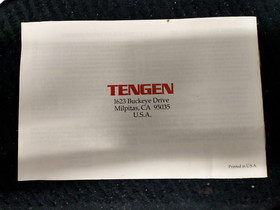 TENGEN
1623 Buckeye Drive
Milpitas, CA 95035
U.S.A.
Printed in U.S.A.